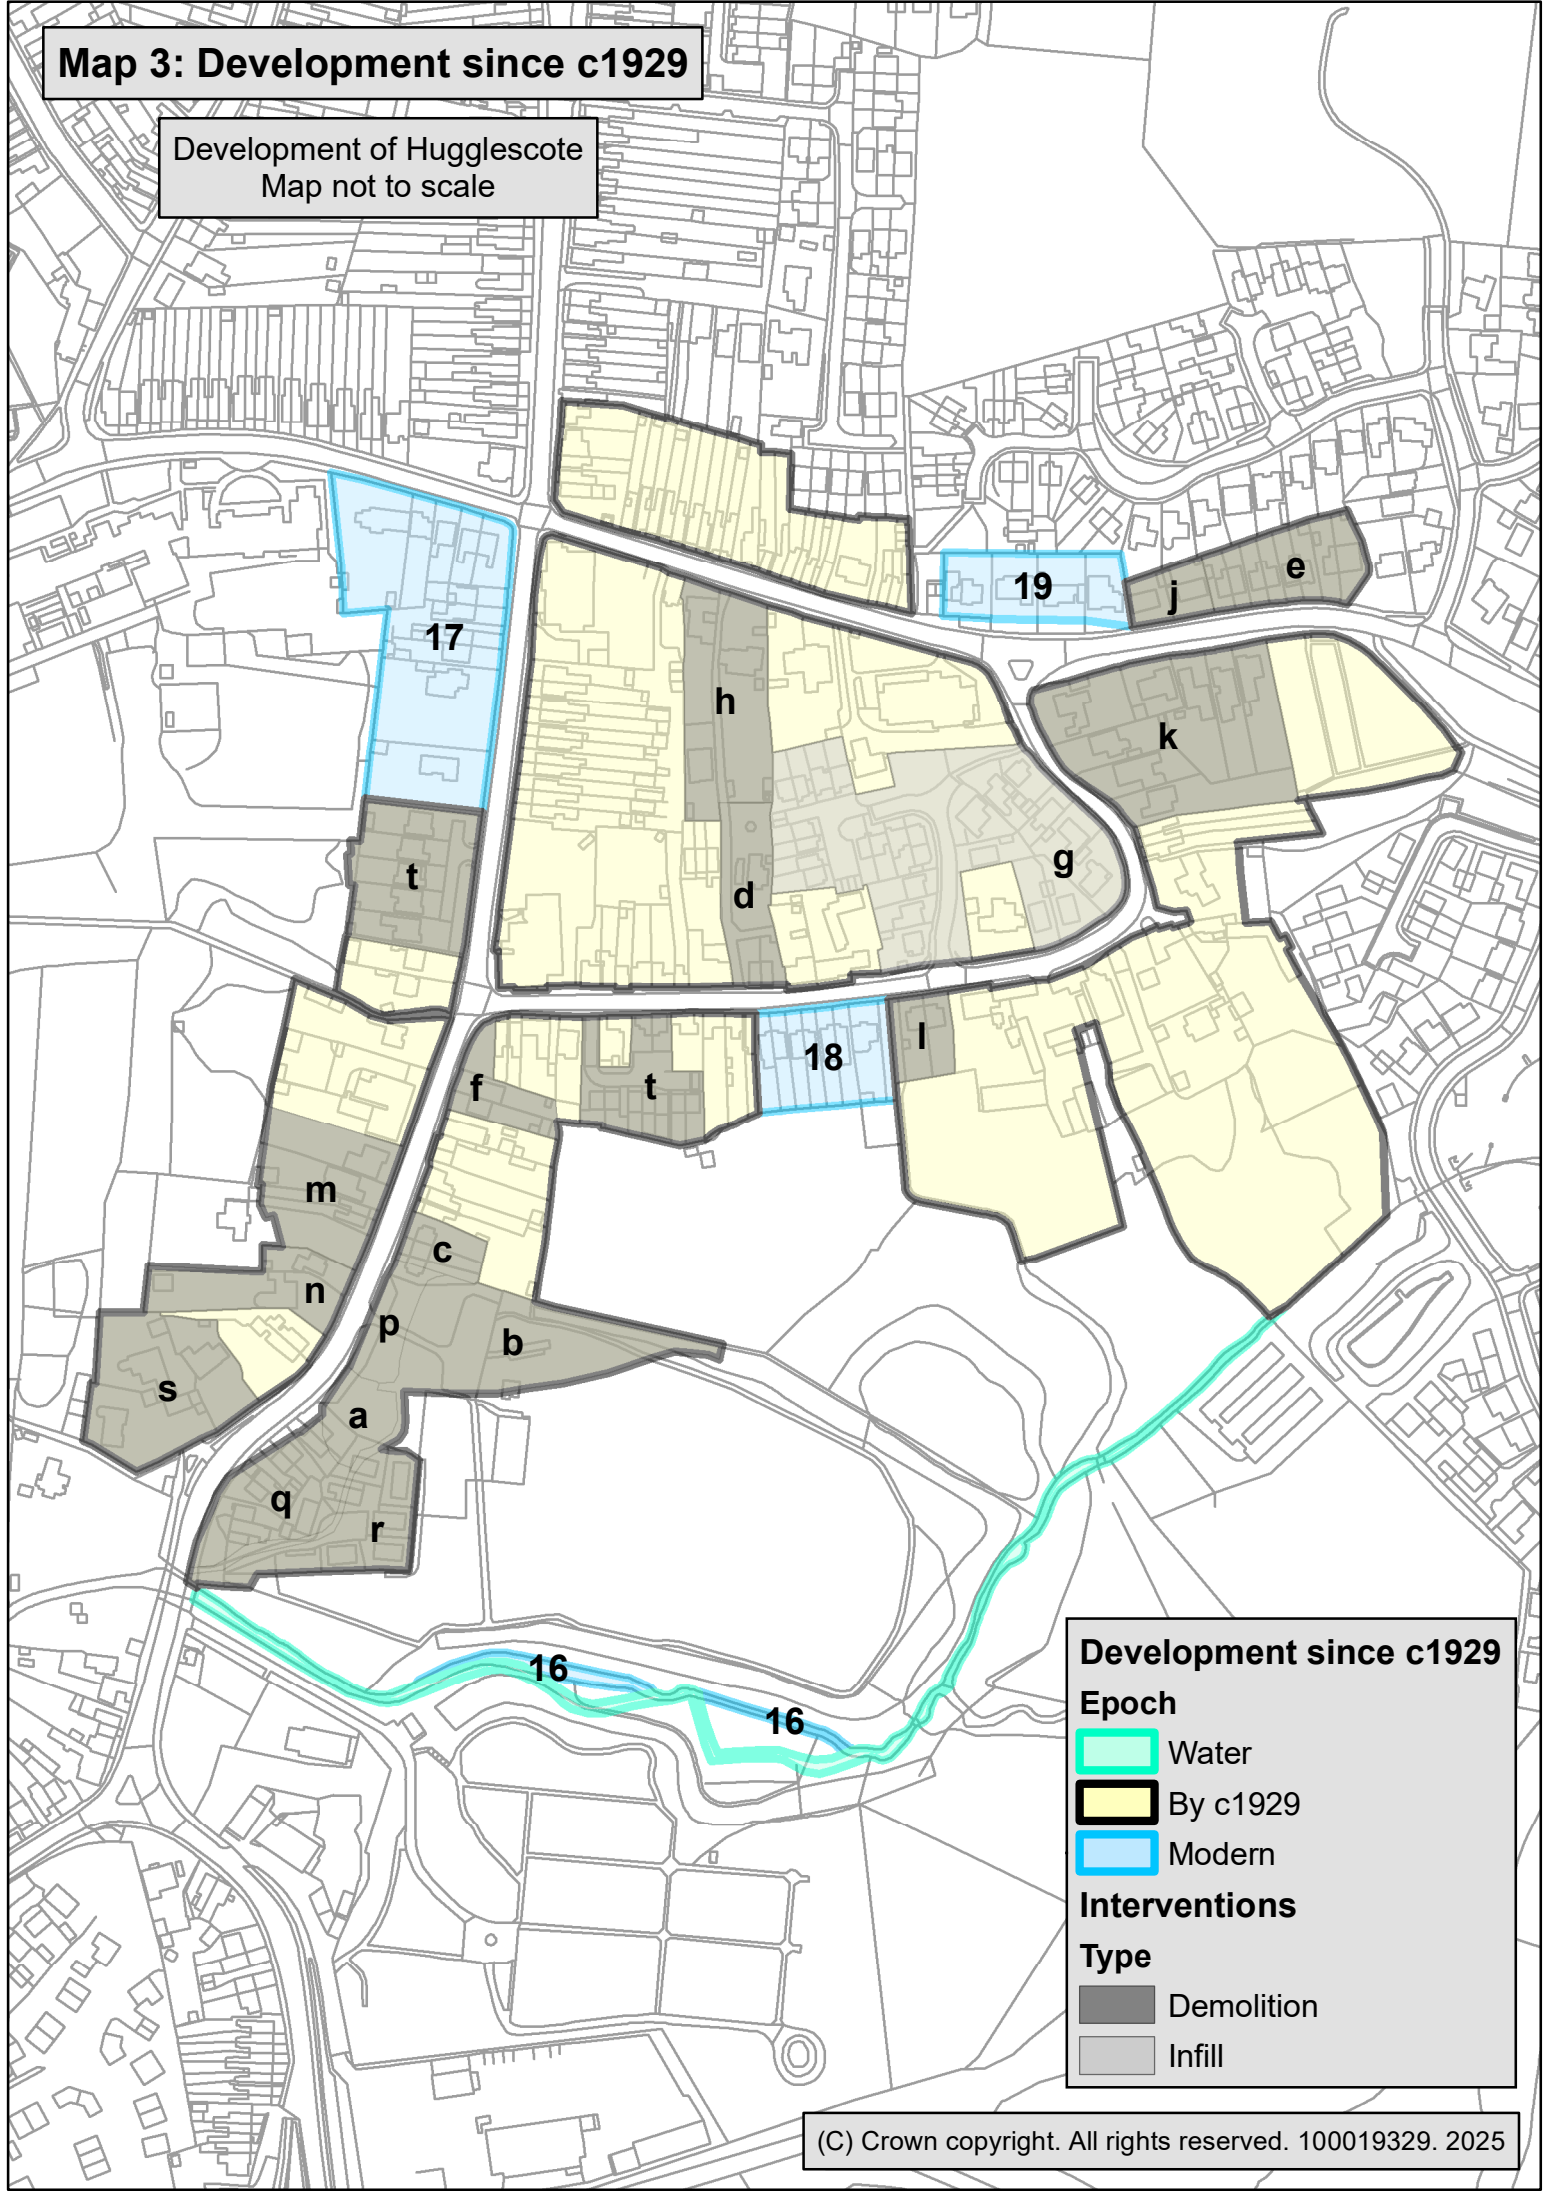 Map 3: Development since c1929
Development of Hugglescote
Map not to scale
19
e
j
17
h
k
g
t
d
l
18
f
t
m
c
n
p
b
s
a
q
r
16
16
Development since c1929
Epoch
Water
By c1929
Modern
Interventions
Type
Demolition
Infill
(C) Crown copyright. All rights reserved. 100019329. 2025